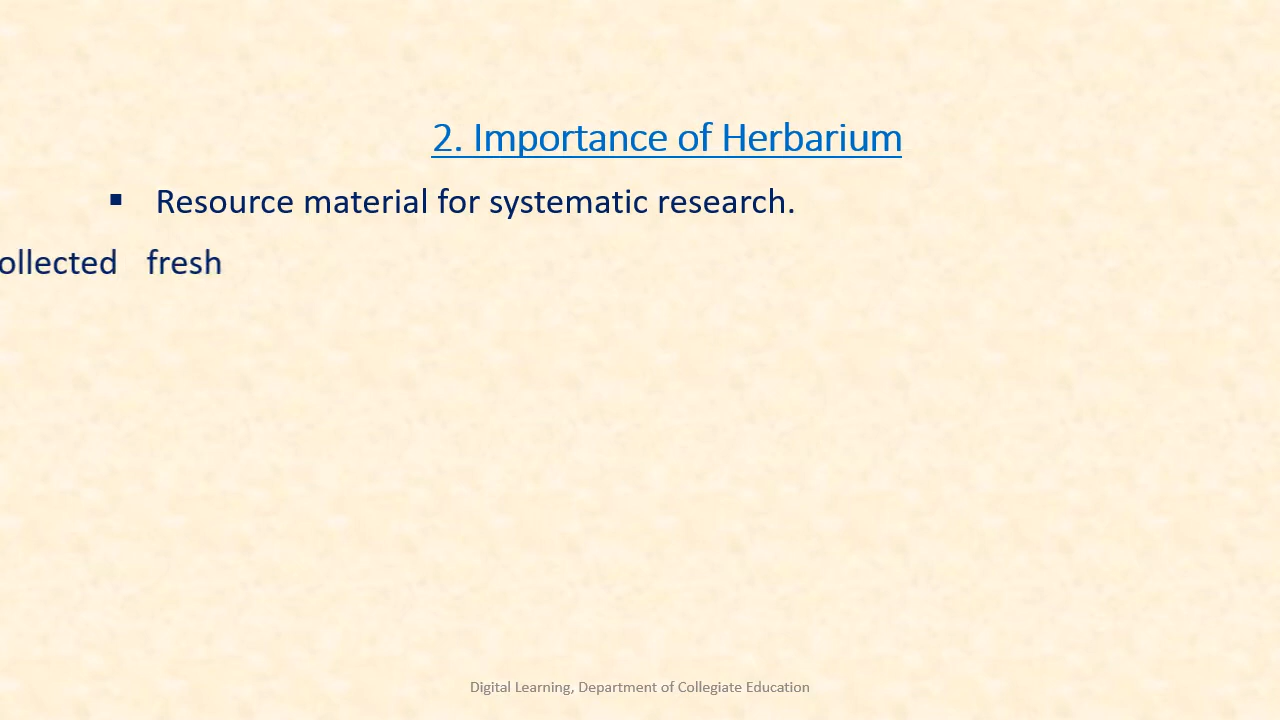 2. Importance of Herbarium
▪ Resource material for systematic research.
ollected fresh
Digital Learning, Department of Collegiate Education